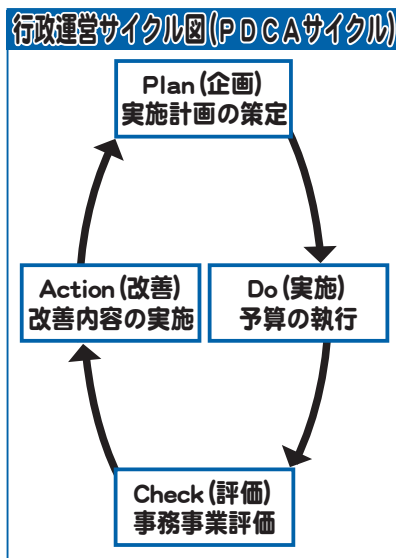 行政運営サイクル図(PDCAサイクル)
Plan(企画)
実施計画の策定
Do(実施)
予算の執行
Check(評価)
事務事業評価
Action(改善)
改善内容の実施